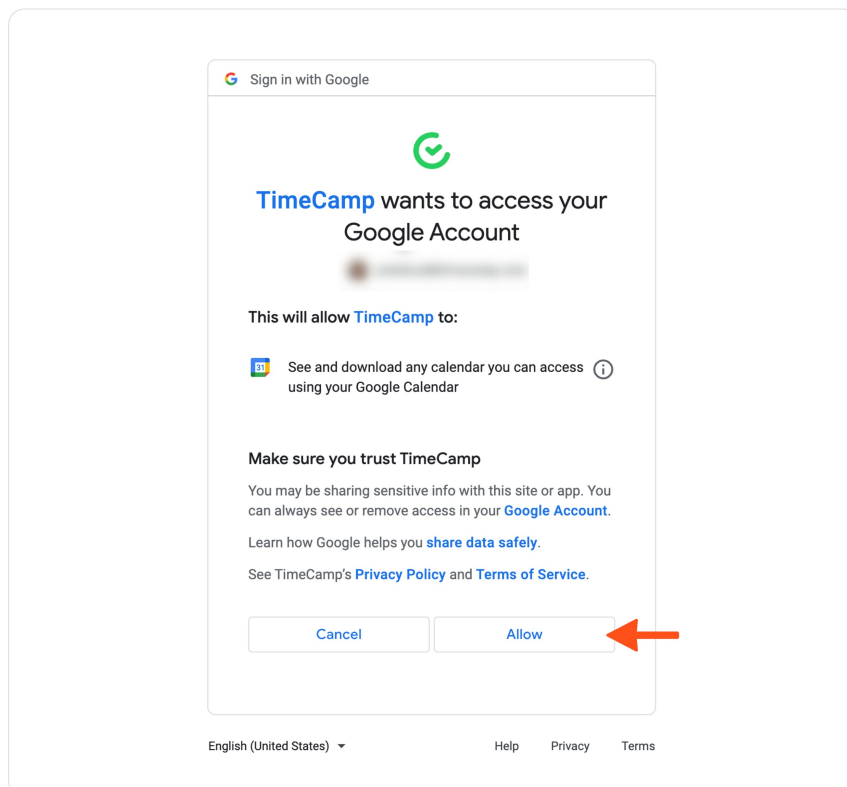 Sign in with Google
TimeCamp wants to access your
Google Account
This will allow TimeCamp to:
31
See and download any calendar you can access
using your Google Calendar
Make sure you trust TimeCamp
You may be sharing sensitive info with this site or app. You
can always see or remove access in your Google Account.
Learn how Google helps you share data safely.
See TimeCamp's Privacy Policy and Terms of Service.
Cancel
Allow
English (United States)
Help
Privacy
Terms